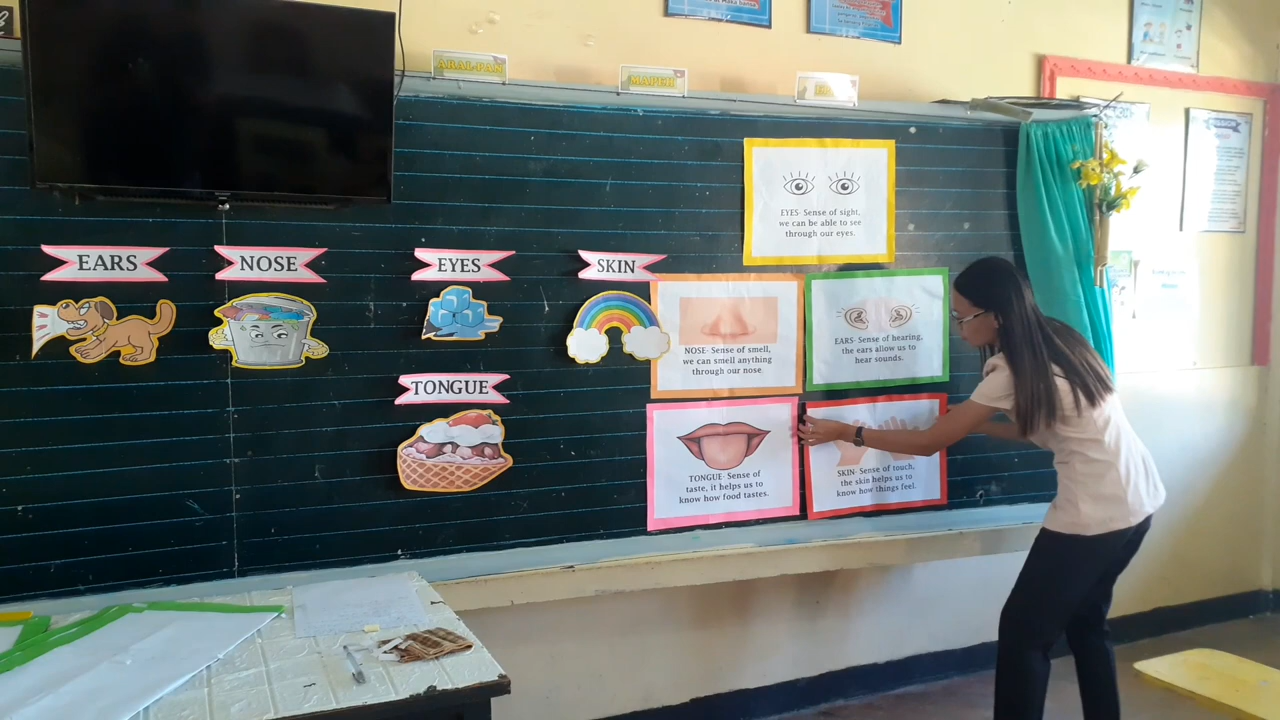 ARAL-PAN
MAPEH
EARS
NOSE
EYES
SKIN
TONGUE
EYES- Sense of sight,
we can be able to see
through our eyes.
NOSE- Sense of smell,
we can smell anything
through our nose
EARS- Sense of hearing,
the ears allow us to
hear sounds.
TONGUE- Sense of
taste, it helps us to
know how food tastes.
SKIN- Sense of touch,
the skin helps us to
know how things feel.